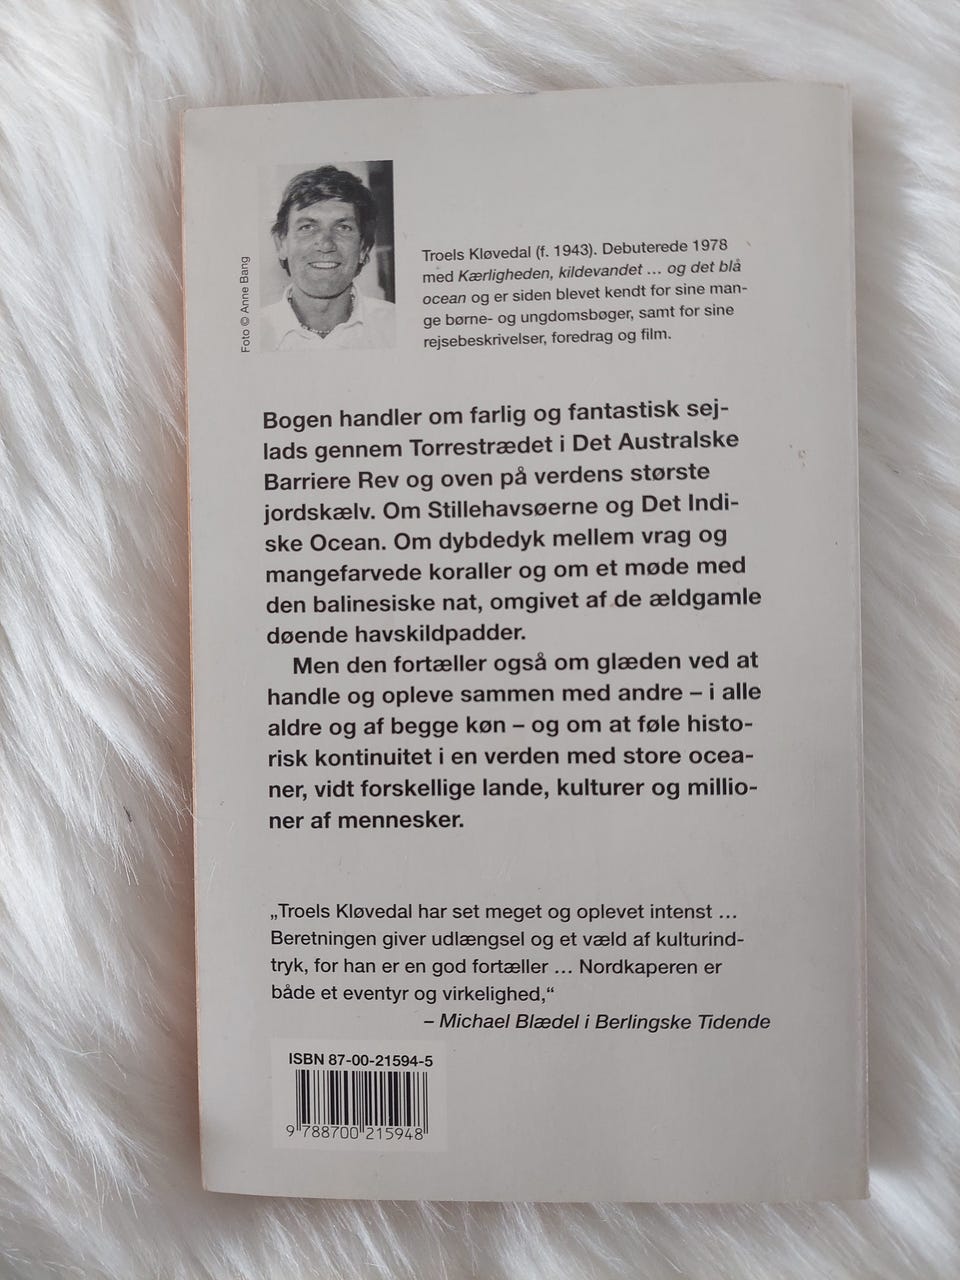 Foto © Anne Bang
Troels Kløvedal (f. 1943). Debuterede 1978
med Kærligheden, kildevandet … og det blå
ocean og er siden blevet kendt for sine man-
ge børne- og ungdomsbøger, samt for sine
rejsebeskrivelser, foredrag og film.
Bogen handler om farlig og fantastisk sej-
lads gennem Torrestrædet i Det Australske
Barriere Rev og oven på verdens største
jordskælv. Om Stillehavsøerne og Det Indi-
ske Ocean. Om dybdedyk mellem vrag og
mangefarvede koraller og om et møde med
den balinesiske nat, omgivet af de ældgamle
døende havskildpadder.
Men den fortæller også om glæden ved at
handle og opleve sammen med andre – i alle
aldre og af begge køn – og om at føle histo-
risk kontinuitet i en verden med store ocea-
ner, vidt forskellige lande, kulturer og millio-
ner af mennesker.
„Troels Kløvedal har set meget og oplevet intenst …
Beretningen giver udlængsel og et væld af kulturind-
tryk, for han er en god fortæller … Nordkaperen er
både et eventyr og virkelighed,“
– Michael Blædel i Berlingske Tidende
ISBN 87-00-21594-5
9 788700 215948